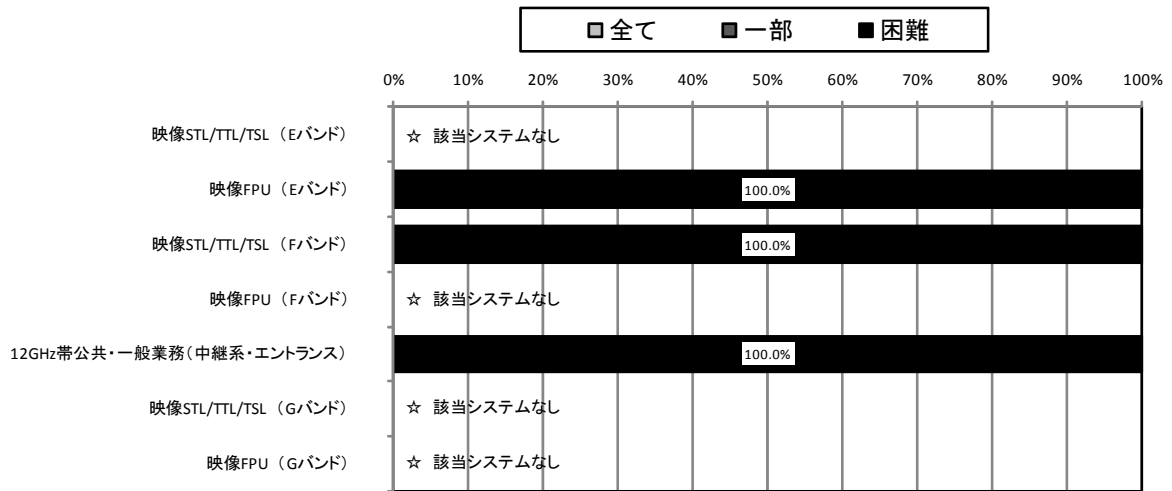 全て 一部 困難
0% 10% 20% 30% 40% 50% 60% 70% 80% 90% 100%
映像STL/TTL/TSL （Eバンド） ☆ 該当システムなし
映像FPU （Eバンド） 100.0%
映像STL/TTL/TSL （Fバンド） 100.0%
映像FPU （Fバンド） ☆ 該当システムなし
12GHz帯公共・一般業務（中継系・エントランス） 100.0%
映像STL/TTL/TSL （Gバンド） ☆ 該当システムなし
映像FPU （Gバンド） ☆ 該当システムなし